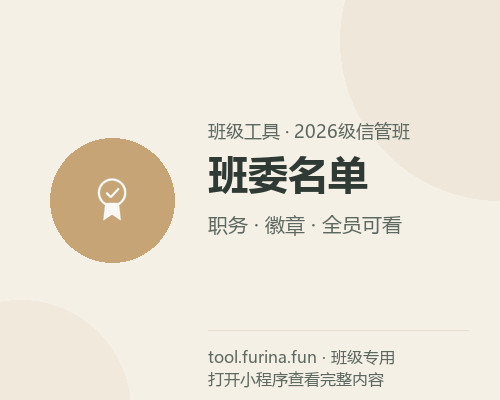 班级工具 · 2026级信管班
班委名单
职务 · 徽章 · 全员可看
tool.furina.fun · 班级专用
打开小程序查看完整内容